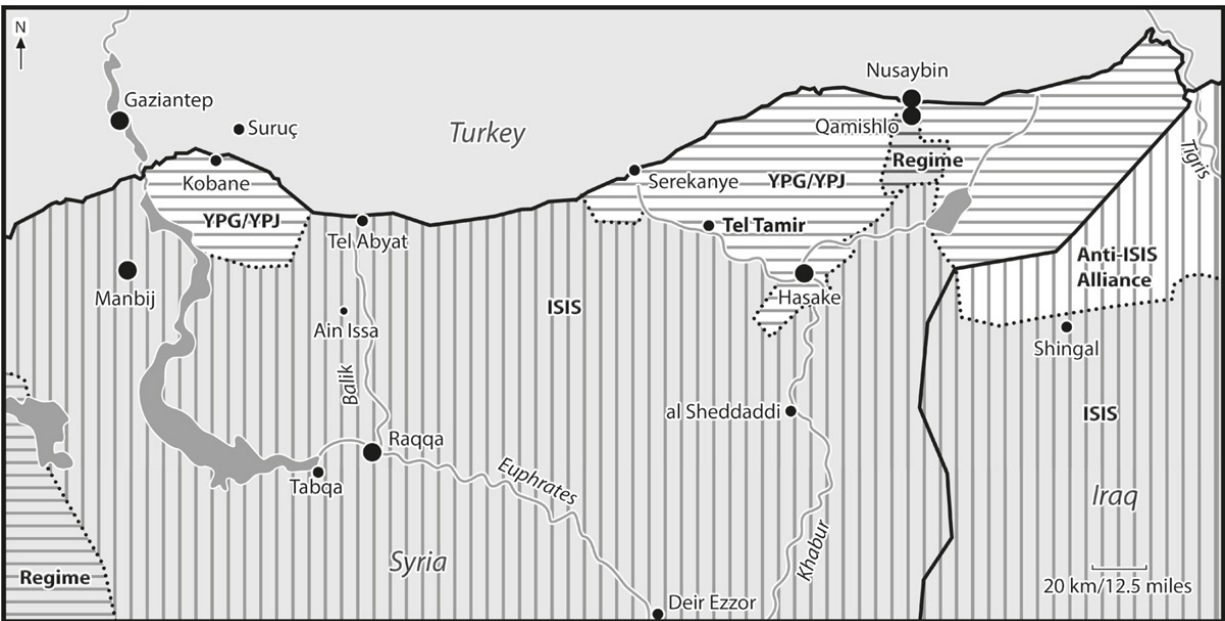 N
Nusaybin
Gaziantep
Suruç
Turkey
Qamishlo
Regime
Tigris
Kobane
Serekanye
YPG/YPJ
YPG/YPJ
Tel Tamir
Tel Abyat
Anti-ISIS
Alliance
Manbij
Hasake
ISIS
Ain Issa
Shingal
Balik
al Sheddaddi
ISIS
Raqqa
Euphrates
Tabqa
Iraq
Khabur
Syria
Regime
20 km/12.5 miles
Deir Ezzor